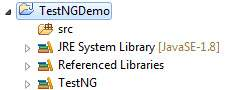 TestNGDemo
src
JRE System Library [JavaSE-1.8]
Referenced Libraries
TestNG